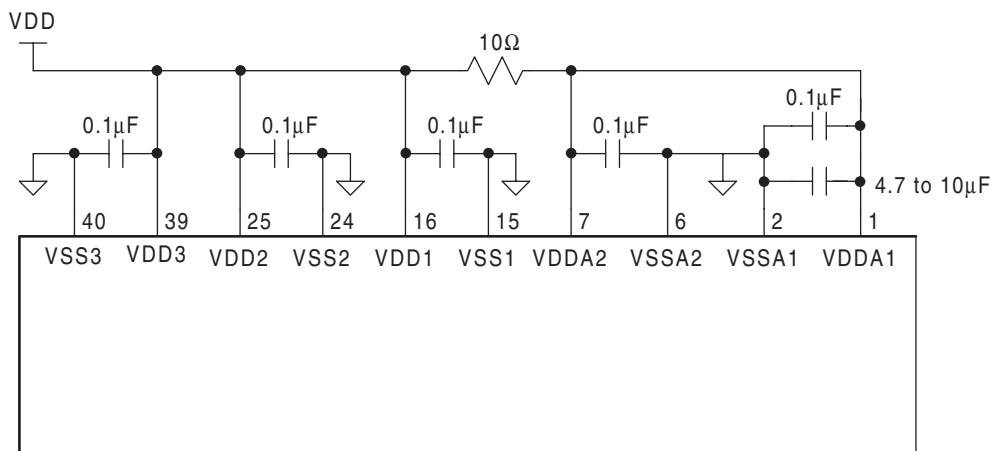 VDD
10Ω
0.1µF 0.1µF 0.1µF 0.1µF 0.1µF
4.7 to 10µF
40 39 25 24 16 15 7 6 2 1
VSS3 VDD3 VDD2 VSS2 VDD1 VSS1 VDDA2 VSSA2 VSSA1 VDDA1